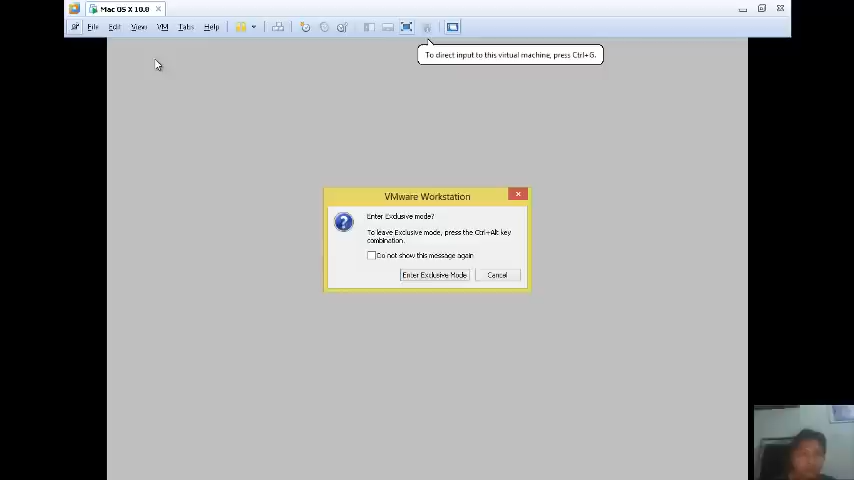 Mac OS X 10.8
File Edit View VM Tabs Help
To direct input to this virtual machine, press Ctrl+G.
VMware Workstation
Enter Exclusive mode?
To leave Exclusive mode, press the Ctrl+Alt key
combination.
Do not show this message again
Enter Exclusive Mode Cancel